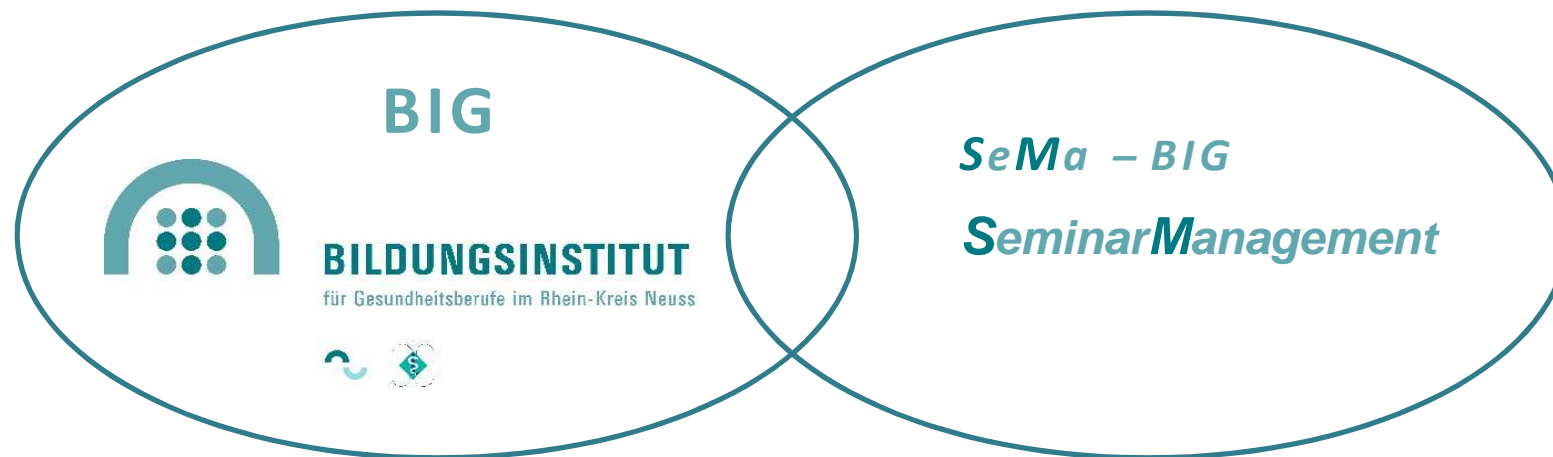 BIG
BILDUNGSINSTITUT
für Gesundheitsberufe im Rhein-Kreis Neuss
SeMa – BIG
SeminarManagement